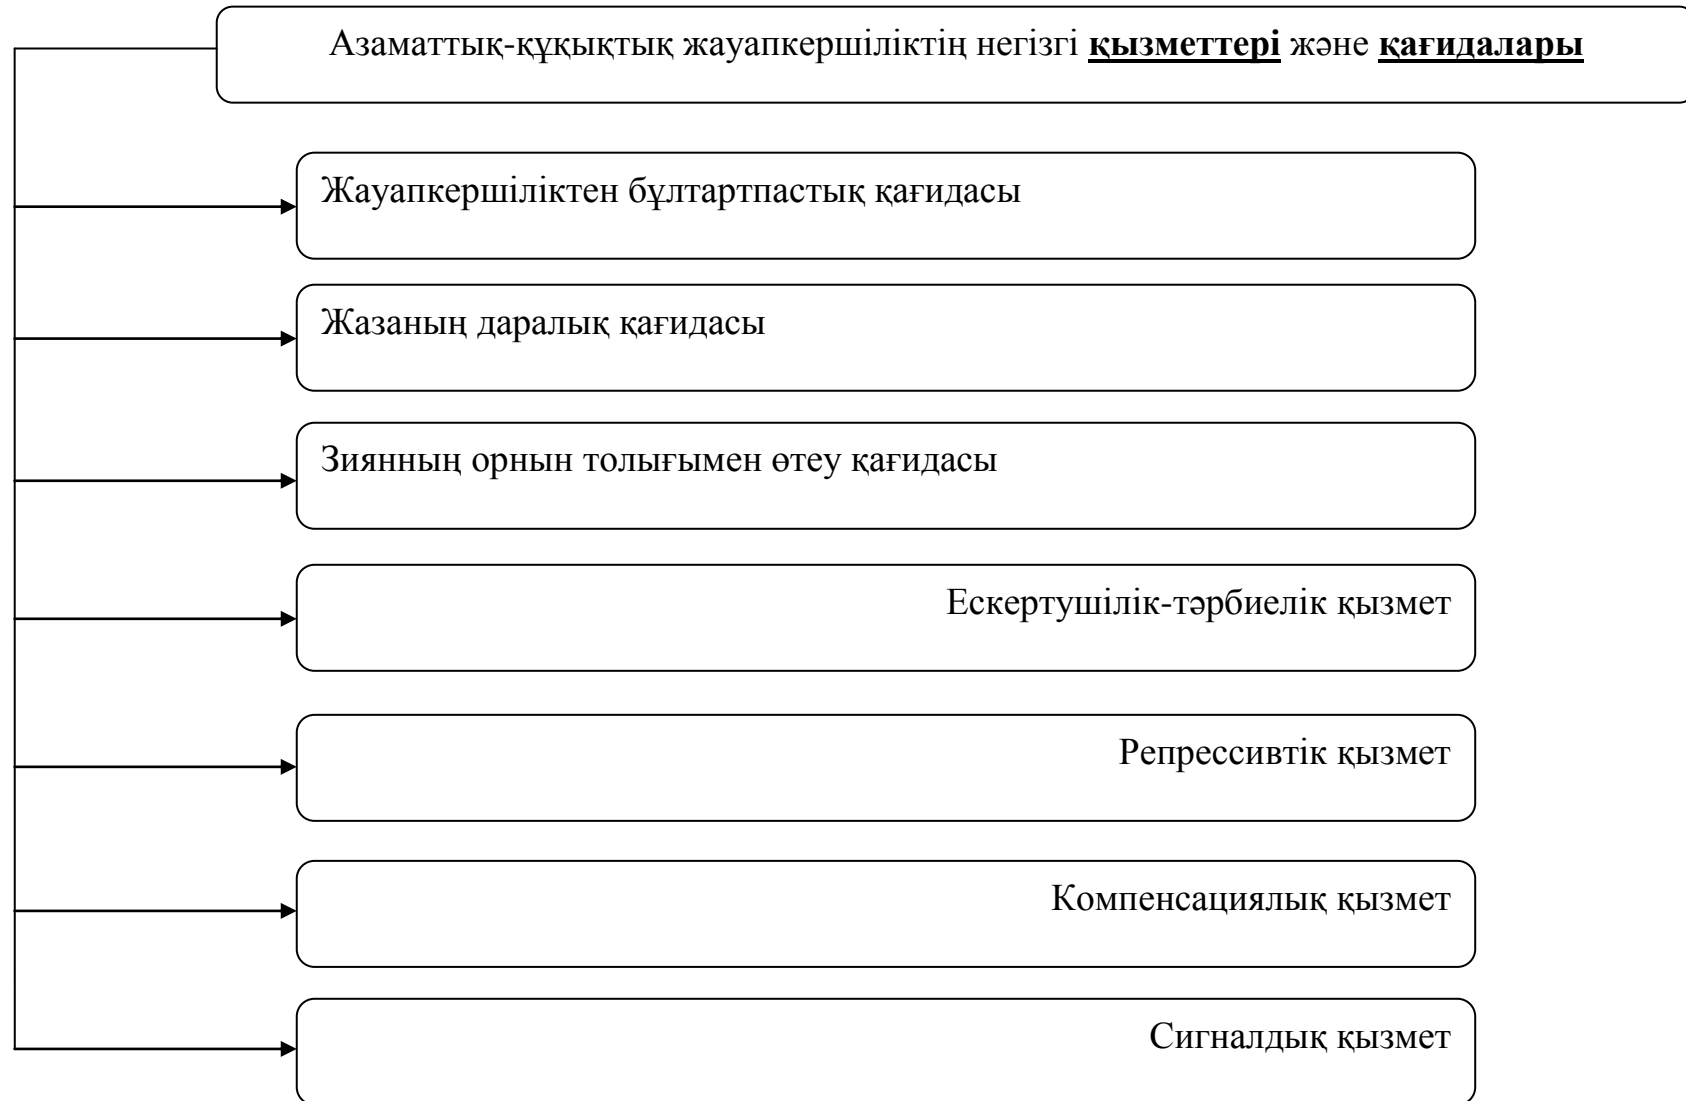 Азаматтық-құқықтық жауапкершіліктің негізгі қызметтері және қағидалары
Жауапкершіліктен бұлтартпастық қағидасы
Жазаның даралық қағидасы
Зиянның орнын толығымен өтеу қағидасы
Ескертушілік-тәрбиелік қызмет
Репрессивтік қызмет
Компенсациялық қызмет
Сигналдық қызмет